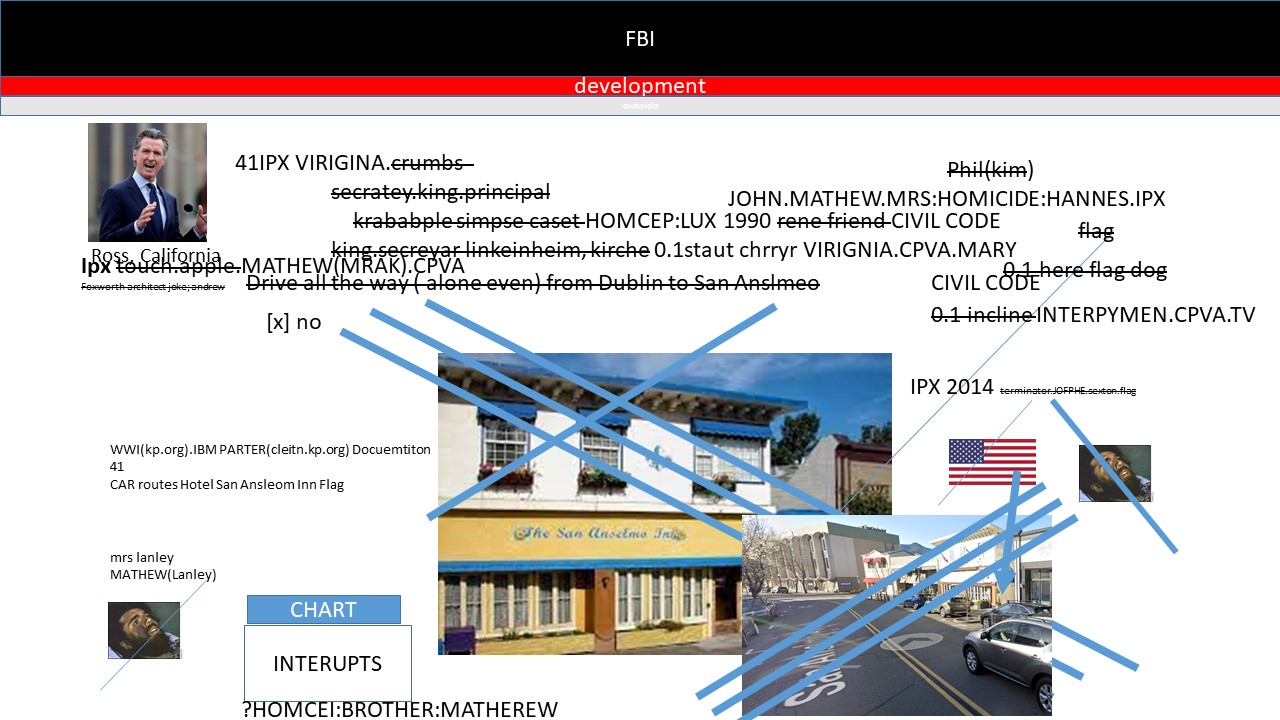 FBI
development
outside
41IPX VIRIGINA.crumbs
secratey.king.principal
Phil(kim)
JOHN.MATHEW.MRS:HOMICIDE:HANNES.IPX
krababple simpse caset HOMCEP:LUX 1990 rene friend CIVIL CODE
flag
king.secreyar linkeinheim, kirche 0.1staut chrryr VIRIGNIA.CPVA.MARY
Ross, California
Ipx touch.apple.MATHEW(MRAK).CPVA
0.1 here flag dog
Foxworth architect joke; andrew
Drive all the way ( alone even) from Dublin to San Anslmeo
CIVIL CODE
0.1 incline INTERPYMEN.CPVA.TV
[x] no
IPX 2014 terminator.JOFPHE.sexton.flag
WWI(kp.org).IBM PARTER(cleitn.kp.org) Docuemtiton
41
CAR routes Hotel San Ansleom Inn Flag
The San Anselmo Inn
mrs lanley
MATHEW(Lanley)
CHART
INTERUPTS
?HOMCEI:BROTHER:MATHEREW